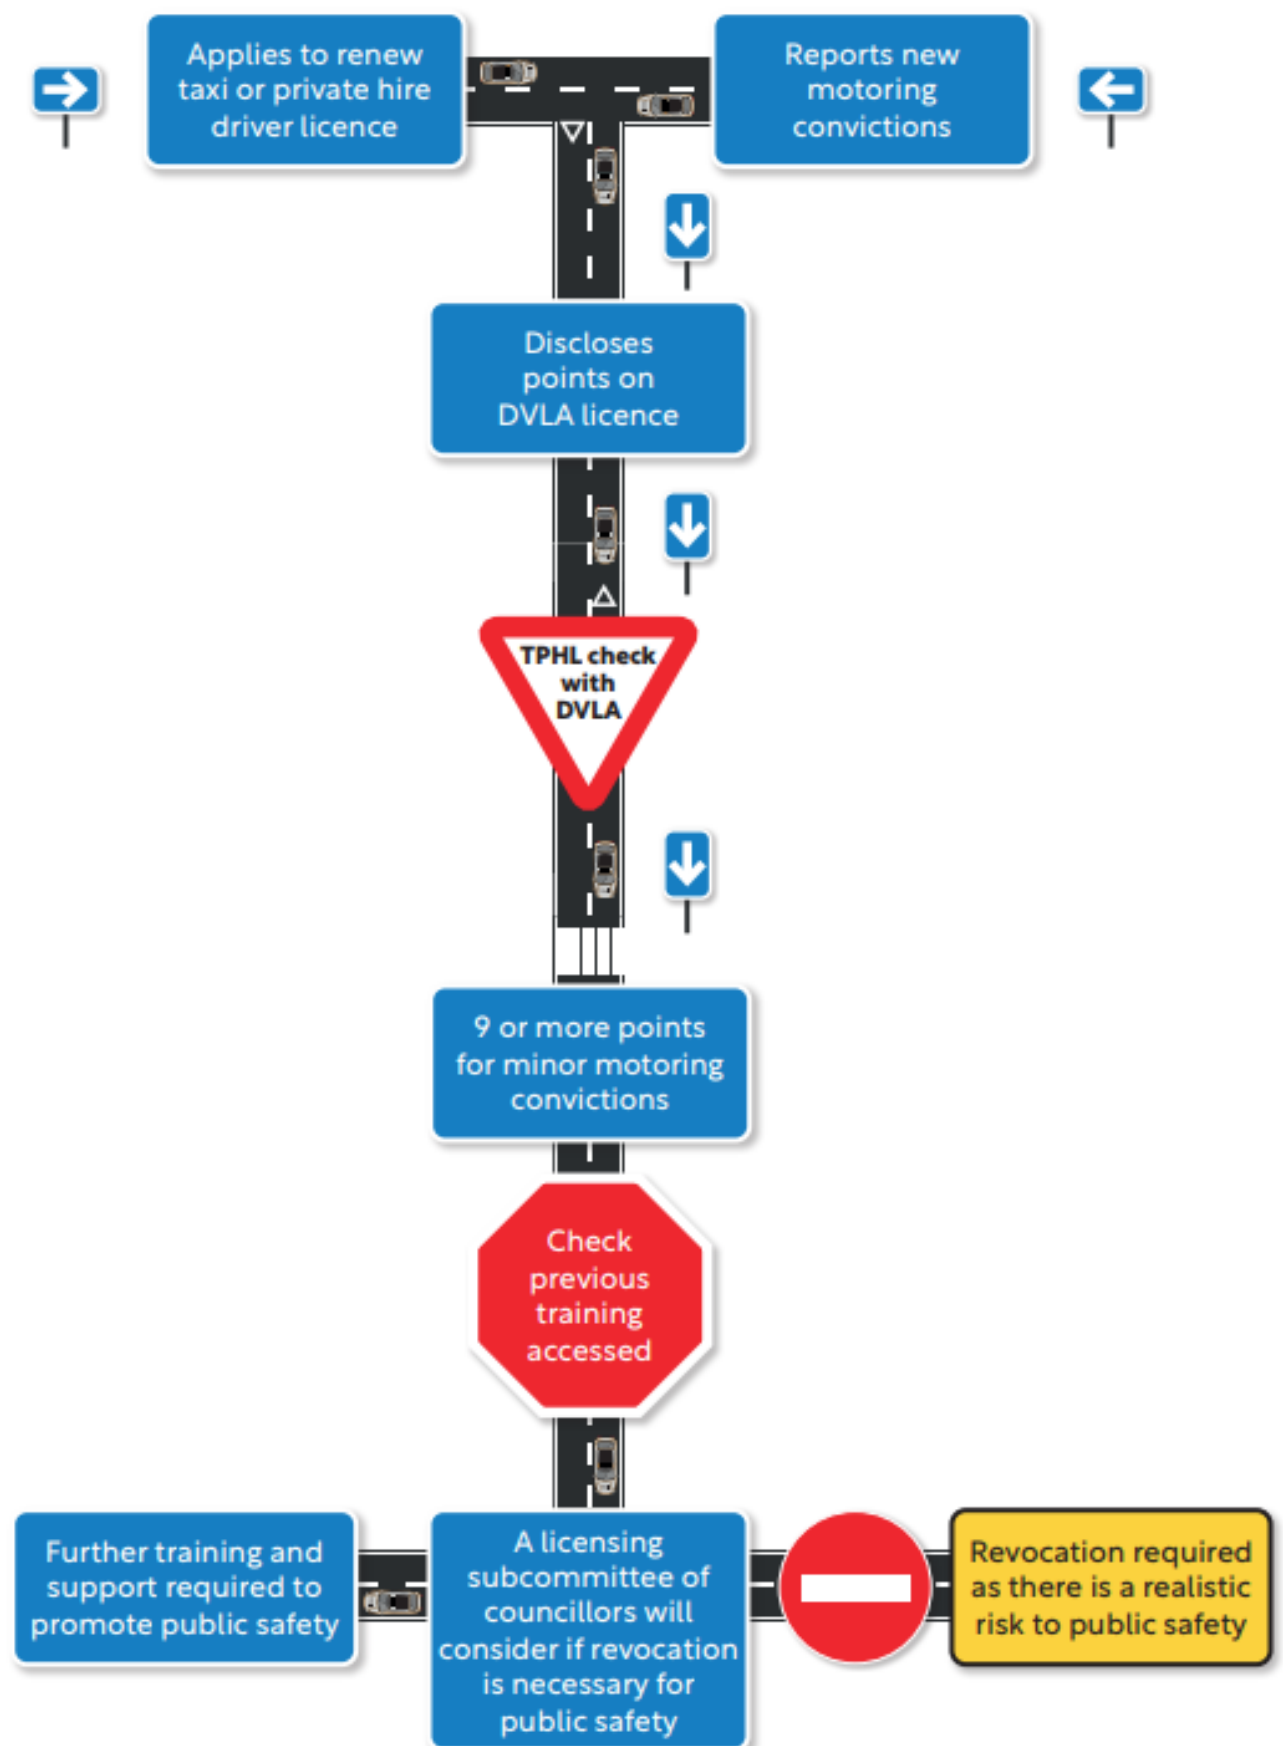 Applies to renew
taxi or private hire
driver licence
Reports new
motoring
convictions
Discloses
points on
DVLA licence
TPHL check
with
DVLA
9 or more points
for minor motoring
convictions
Check
previous
training
accessed
Further training and
support required to
promote public safety
A licensing
subcommittee of
councillors will
consider if revocation
is necessary for
public safety
Revocation required
as there is a realistic
risk to public safety